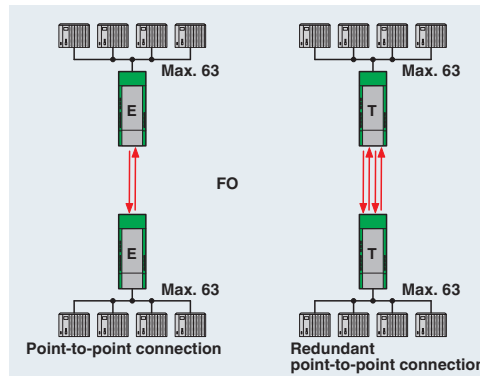 Max. 63
Max. 63
E
T
FO
E
T
Max. 63
Max. 63
Point-to-point connection
Redundant
point-to-point connection